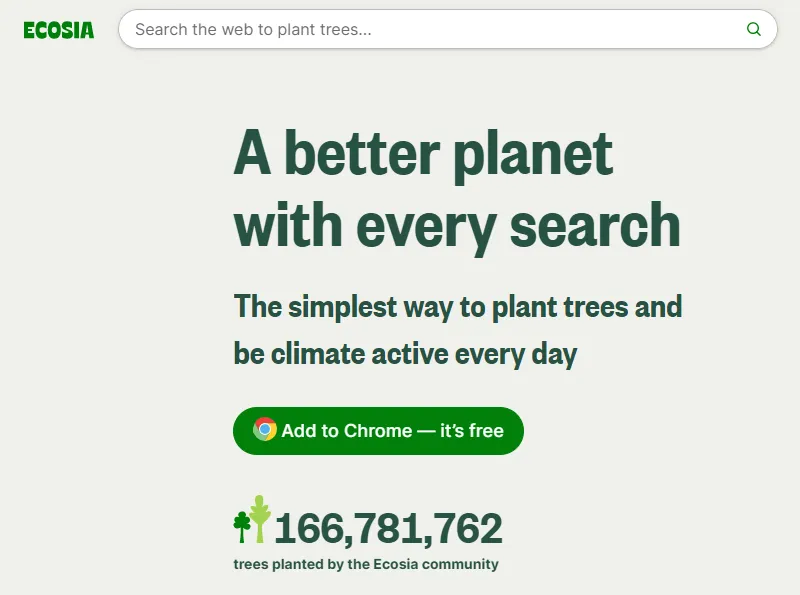 ECOSIA
Search the web to plant trees...
A better planet
with every search
The simplest way to plant trees and
be climate active every day
Add to Chrome — it’s free
166,781,762
trees planted by the Ecosia community